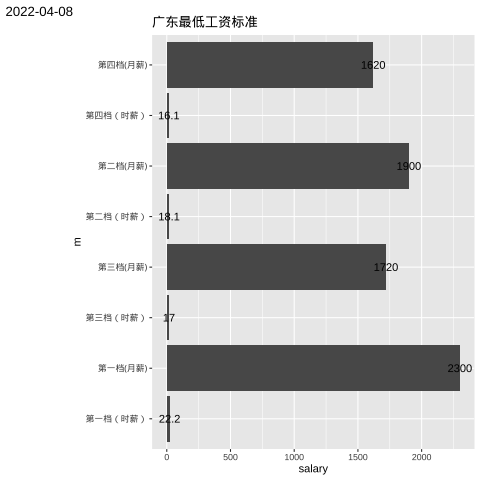 2022-04-08
广东最低工资标准
第四档(月薪)
1620
第四档（时薪）
16.1
第二档(月薪)
1900
第二档（时薪）
18.1
第三档(月薪)
1720
第三档（时薪）
17
第一档(月薪)
2300
第一档（时薪）
22.2
m
0 500 1000 1500 2000
salary